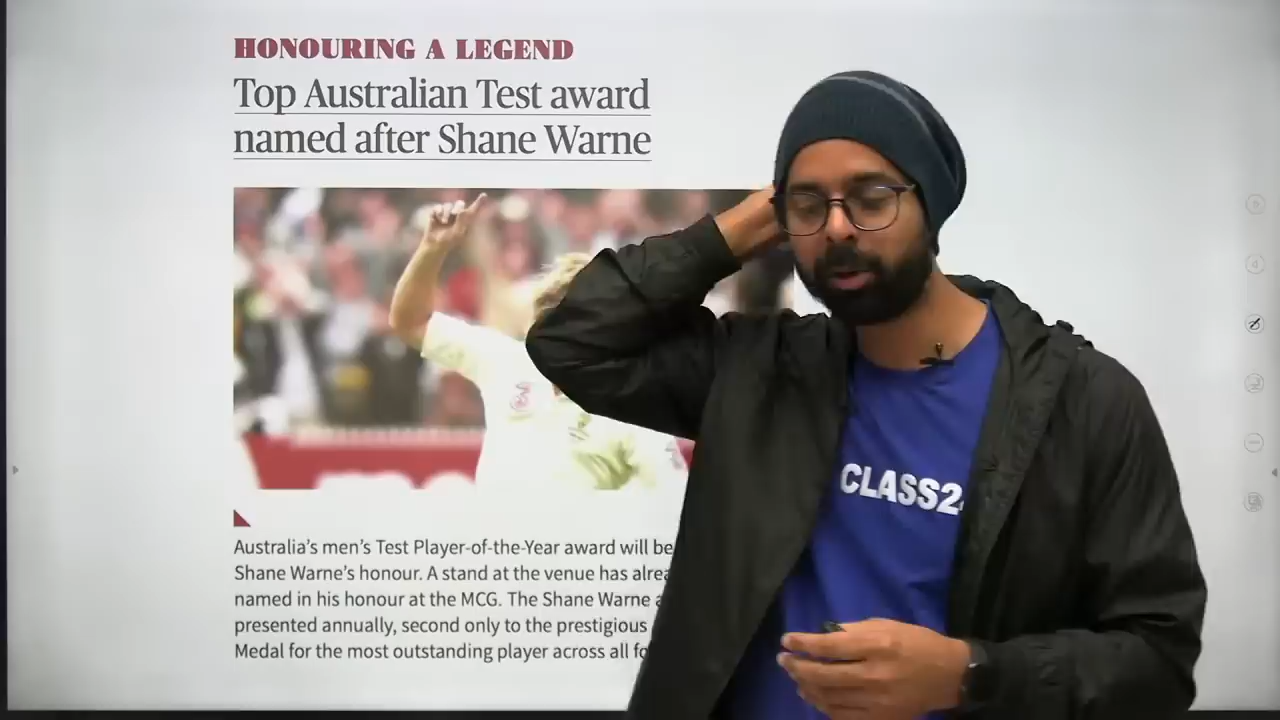 HONOURING A LEGEND
Top Australian Test award
named after Shane Warne
Australia's men's Test Player-of-the-Year award will be
Shane Warne's honour. A stand at the venue has
named in his honour at the MCG. The Shane Warne
presented annually, second only to the prestigious
Medal for the most outstanding player across all
CLASS2